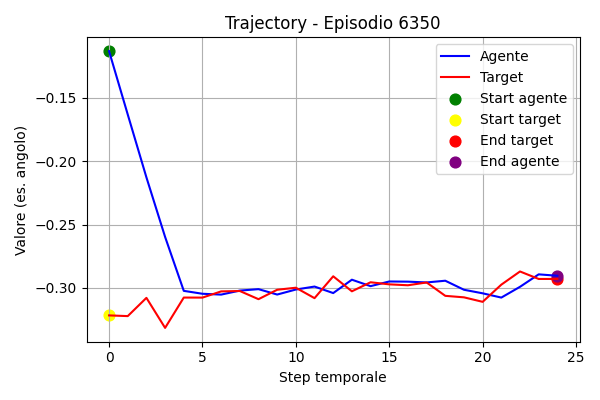 Trajectory - Episodio 6350
Valore (es. angolo)
−0.15
−0.20
−0.25
−0.30
Agente
Target
Start agente
Start target
End target
End agente
0 5 10 15 20 25
Step temporale